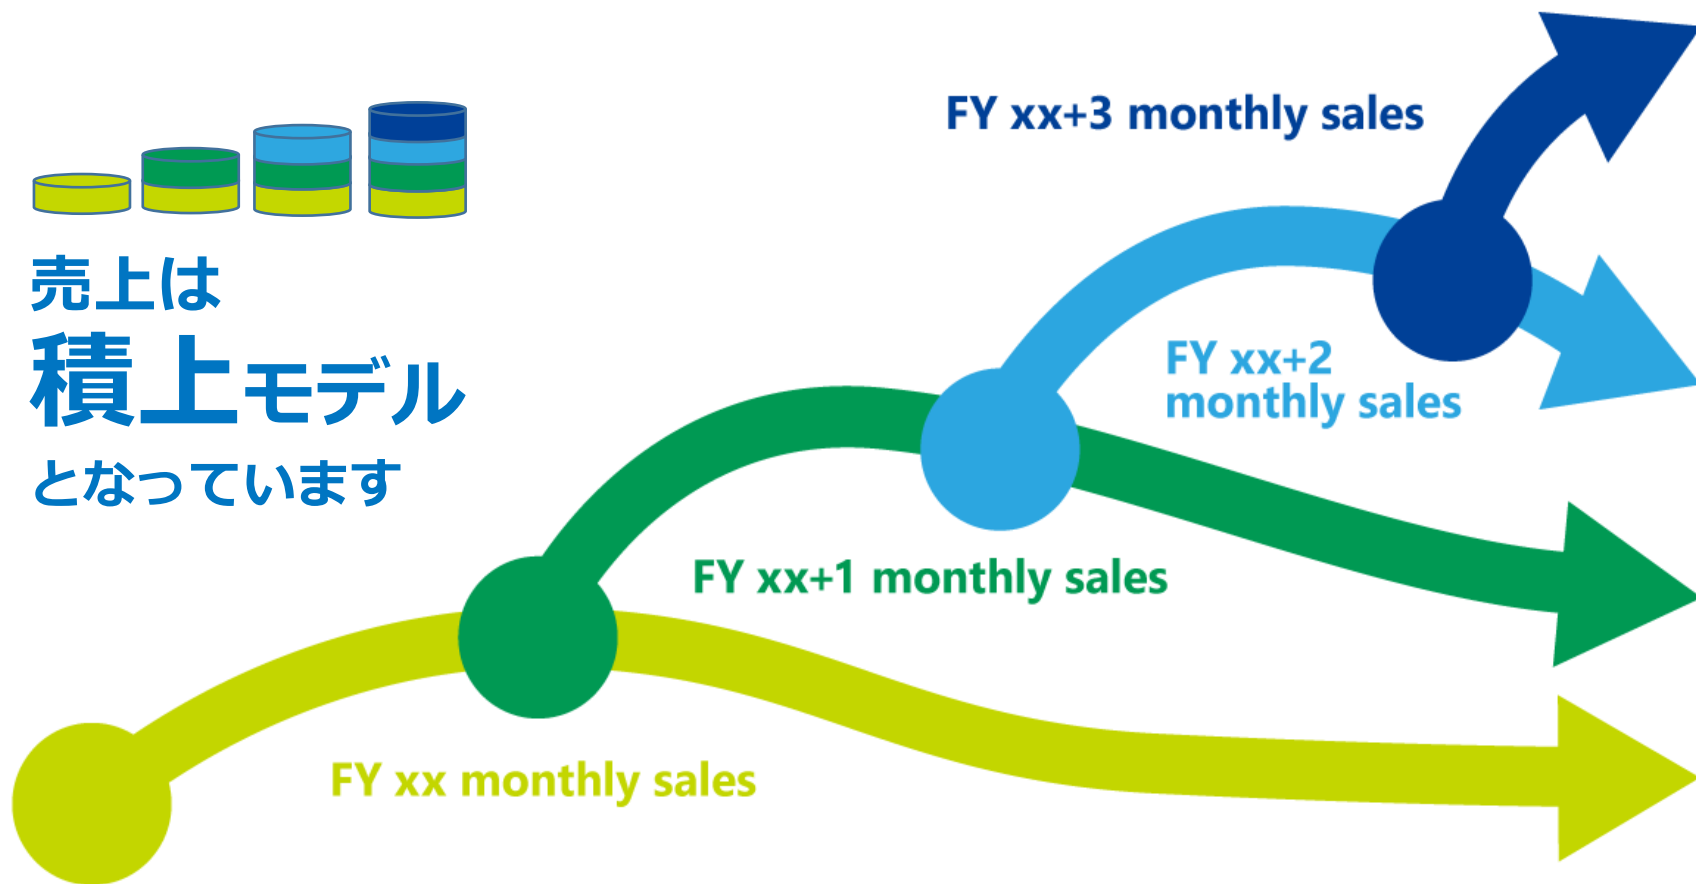 売上は
積上モデル
となっています
FY xx+3 monthly sales
FY xx+2
monthly sales
FY xx+1 monthly sales
FY xx monthly sales